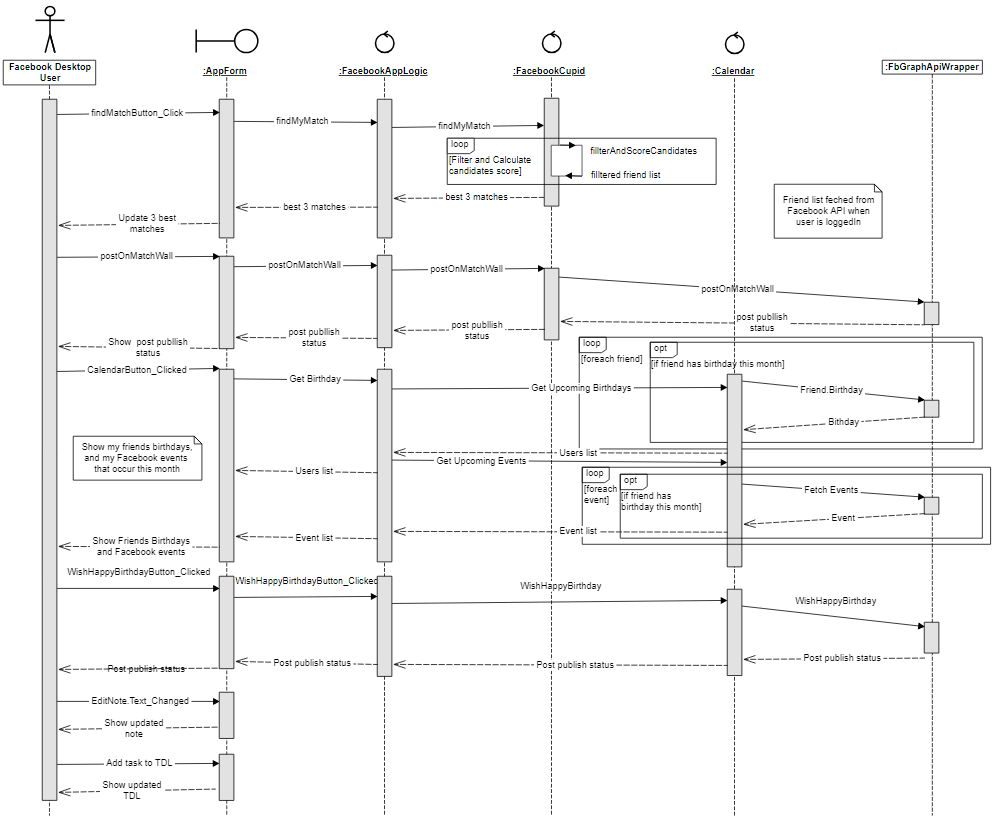 Facebook Desktop
User
:AppForm
:FacebookAppLogic
:FacebookCupid
:Calendar
:FbGraphApiWrapper
findMatchButton_Click
findMyMatch
findMyMatch
loop
[Filter and Calculate
candidates score]
fillterAndScoreCandidates
filltered friend list
best 3 matches
best 3 matches
Update 3 best
matches
Friend list feched from
Facebook API when
user is loggedIn
postOnMatchWall
postOnMatchWall
postOnMatchWall
postOnMatchWall
post publlish
status
post publlish
status
post publlish
status
Show  post publlish
status
loop
[foreach friend]
opt
[if friend has birthday this month]
CalendarButton_Clicked
Get Birthday
Get Upcoming Birthdays
Friend.Birthday
Bithday
Show my friends birthdays,
and my Facebook events
that occur this month
Users list
Users list
Get Upcoming Events
loop
[foreach
event]
opt
[if friend has
birthday this month]
Fetch Events
Event
Event list
Event list
Show Friends Birthdays
and Facebook events
WishHappyBirthdayButton_Clicked
WishHappyBirthdayButton_Clicked
WishHappyBirthday
WishHappyBirthday
Post publish status
Post publish status
Post publish status
Post publish status
EditNote.Text_Changed
Show updated
note
Add task to TDL
Show updated
TDL